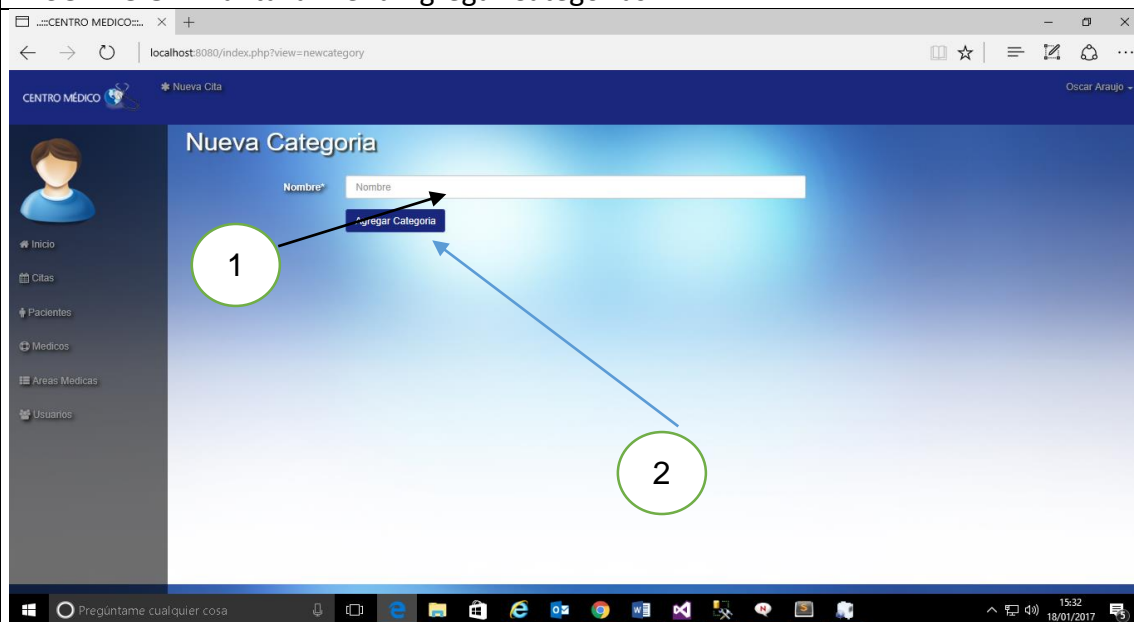 ..:::CENTRO MEDICO:::..
localhost:8080/index.php?view=newcategory
CENTRO MÉDICO
Nueva Cita
Oscar Araujo
Nueva Categoria
Nombre*
Nombre
Agregar Categoria
Inicio
Citas
Pacientes
Medicos
Areas Medicas
Usuarios
1
2
Pregúntame cualquier cosa
15:32
18/01/2017